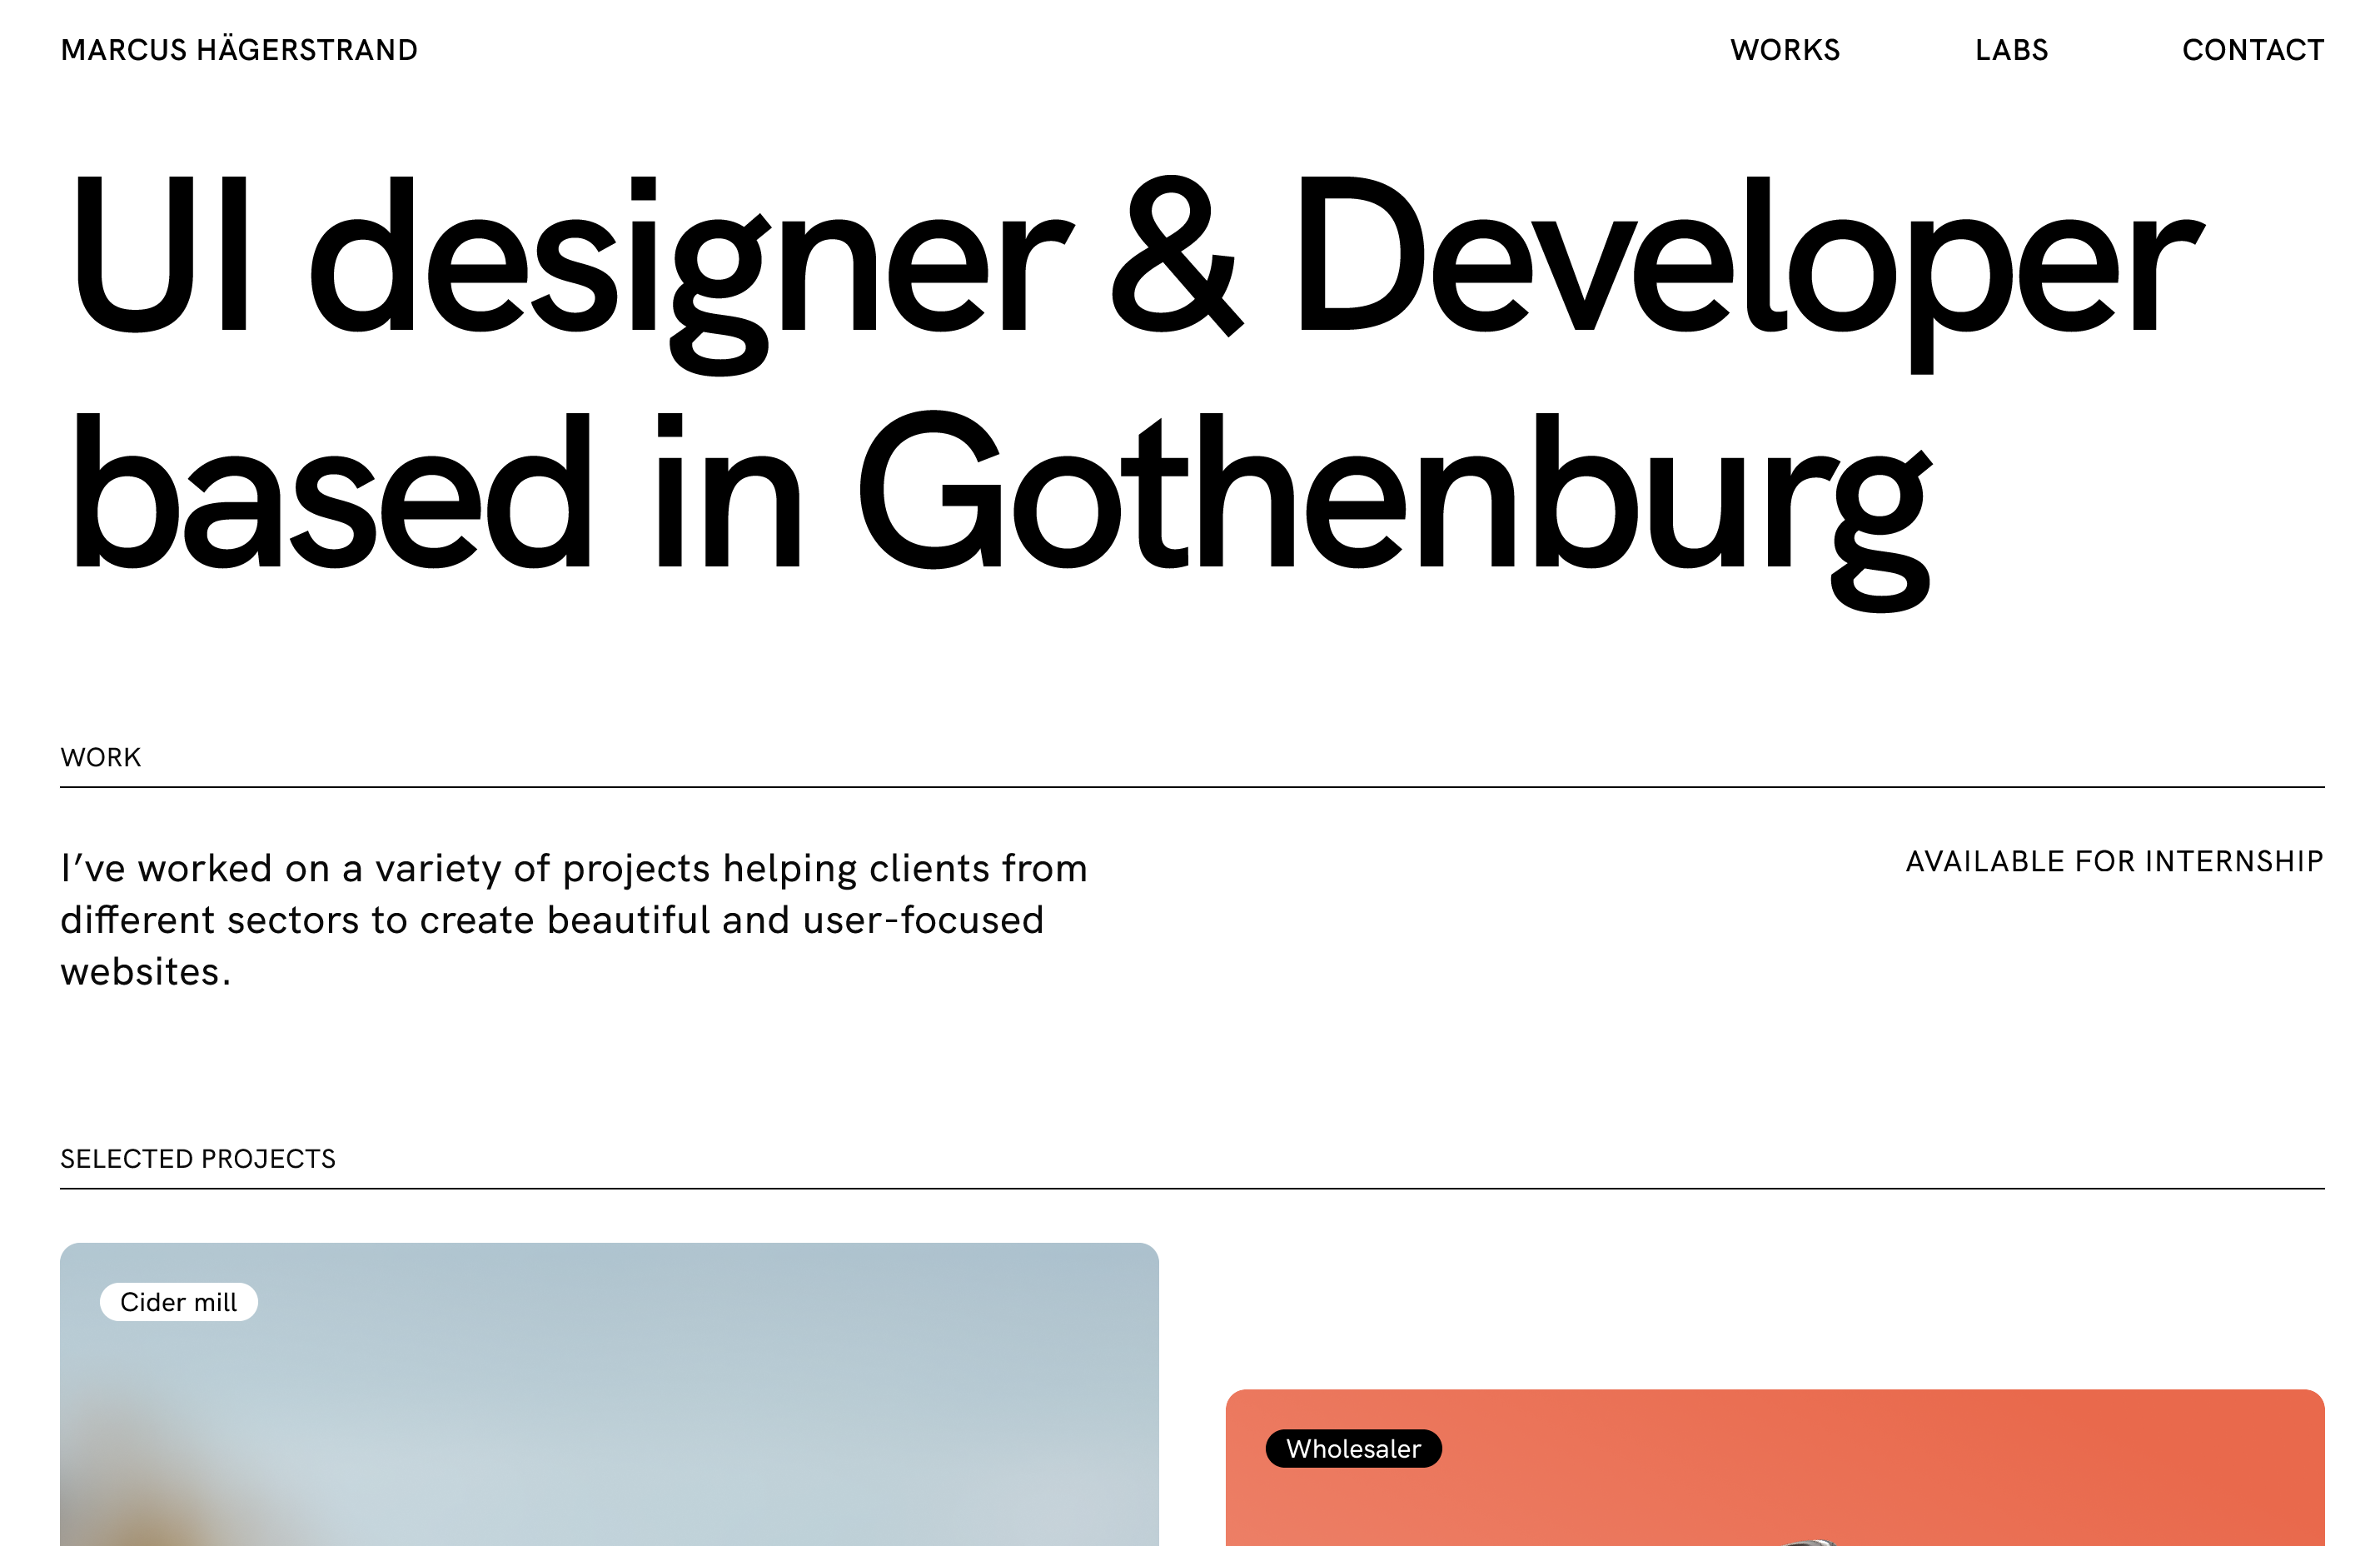 MARCUS HÄGERSTRAND
WORKS
LABS
CONTACT
UI designer & Developer
based in Gothenburg
WORK
I’ve worked on a variety of projects helping clients from
different sectors to create beautiful and user-focused
websites.
AVAILABLE FOR INTERNSHIP
SELECTED PROJECTS
Cider mill
Wholesaler